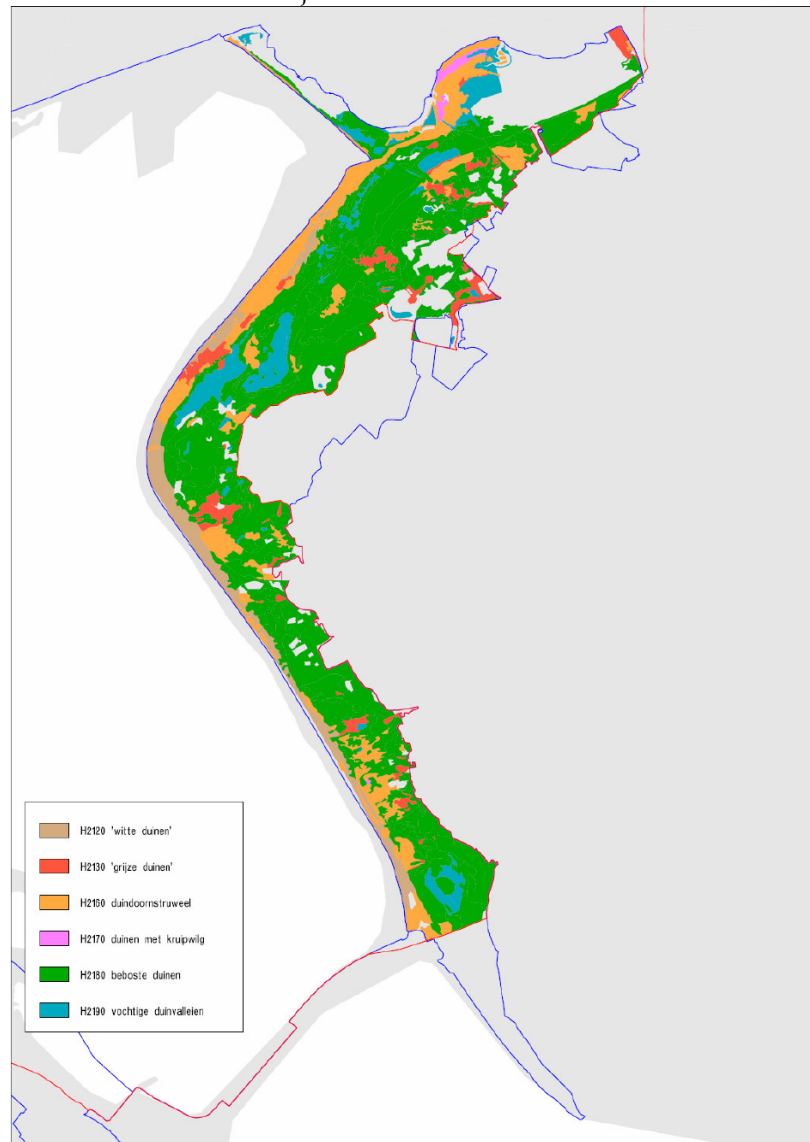 H2120 'witte duinen'
H2130 'grijze duinen'
H2160 duindoornstruweel
H2170 duinen met kruipwilg
H2180 beboste duinen
H2190 vochtige duinvalleien